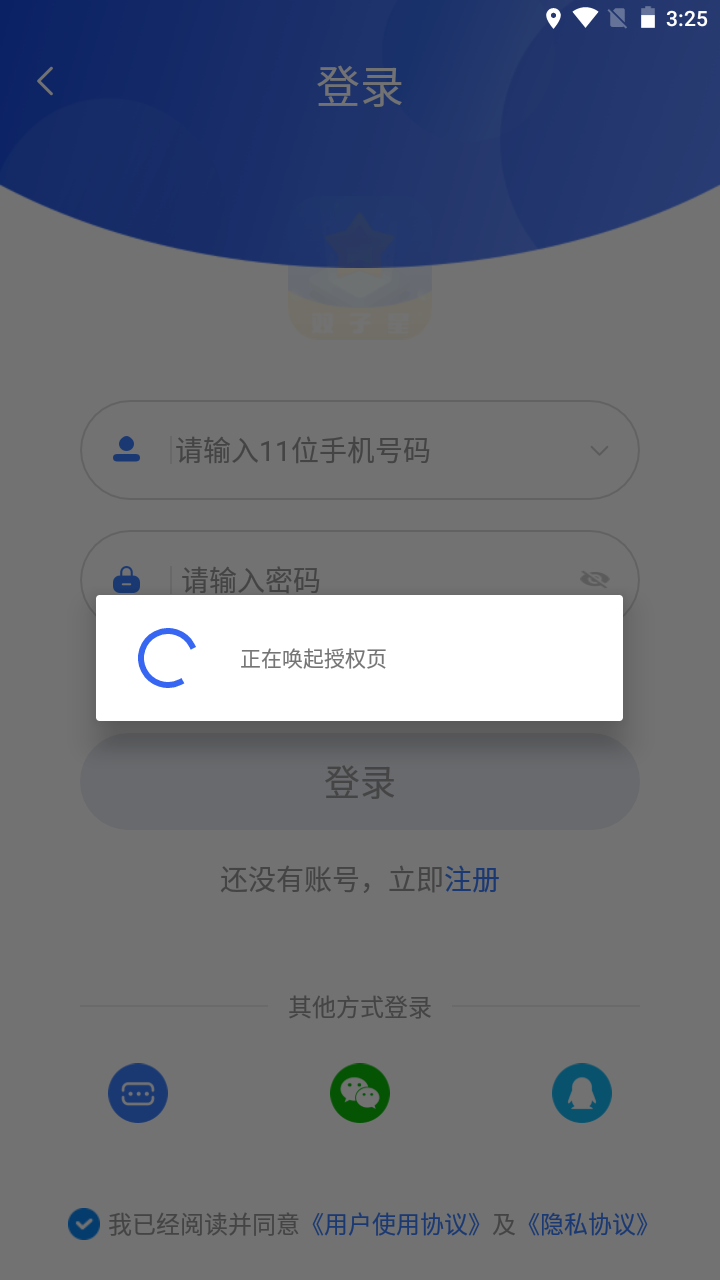 3:25
登录
请输入11位手机号码
请输入密码
正在唤起授权页
登录
还没有账号，立即注册
其他方式登录
我已经阅读并同意《用户使用协议》及《隐私协议》